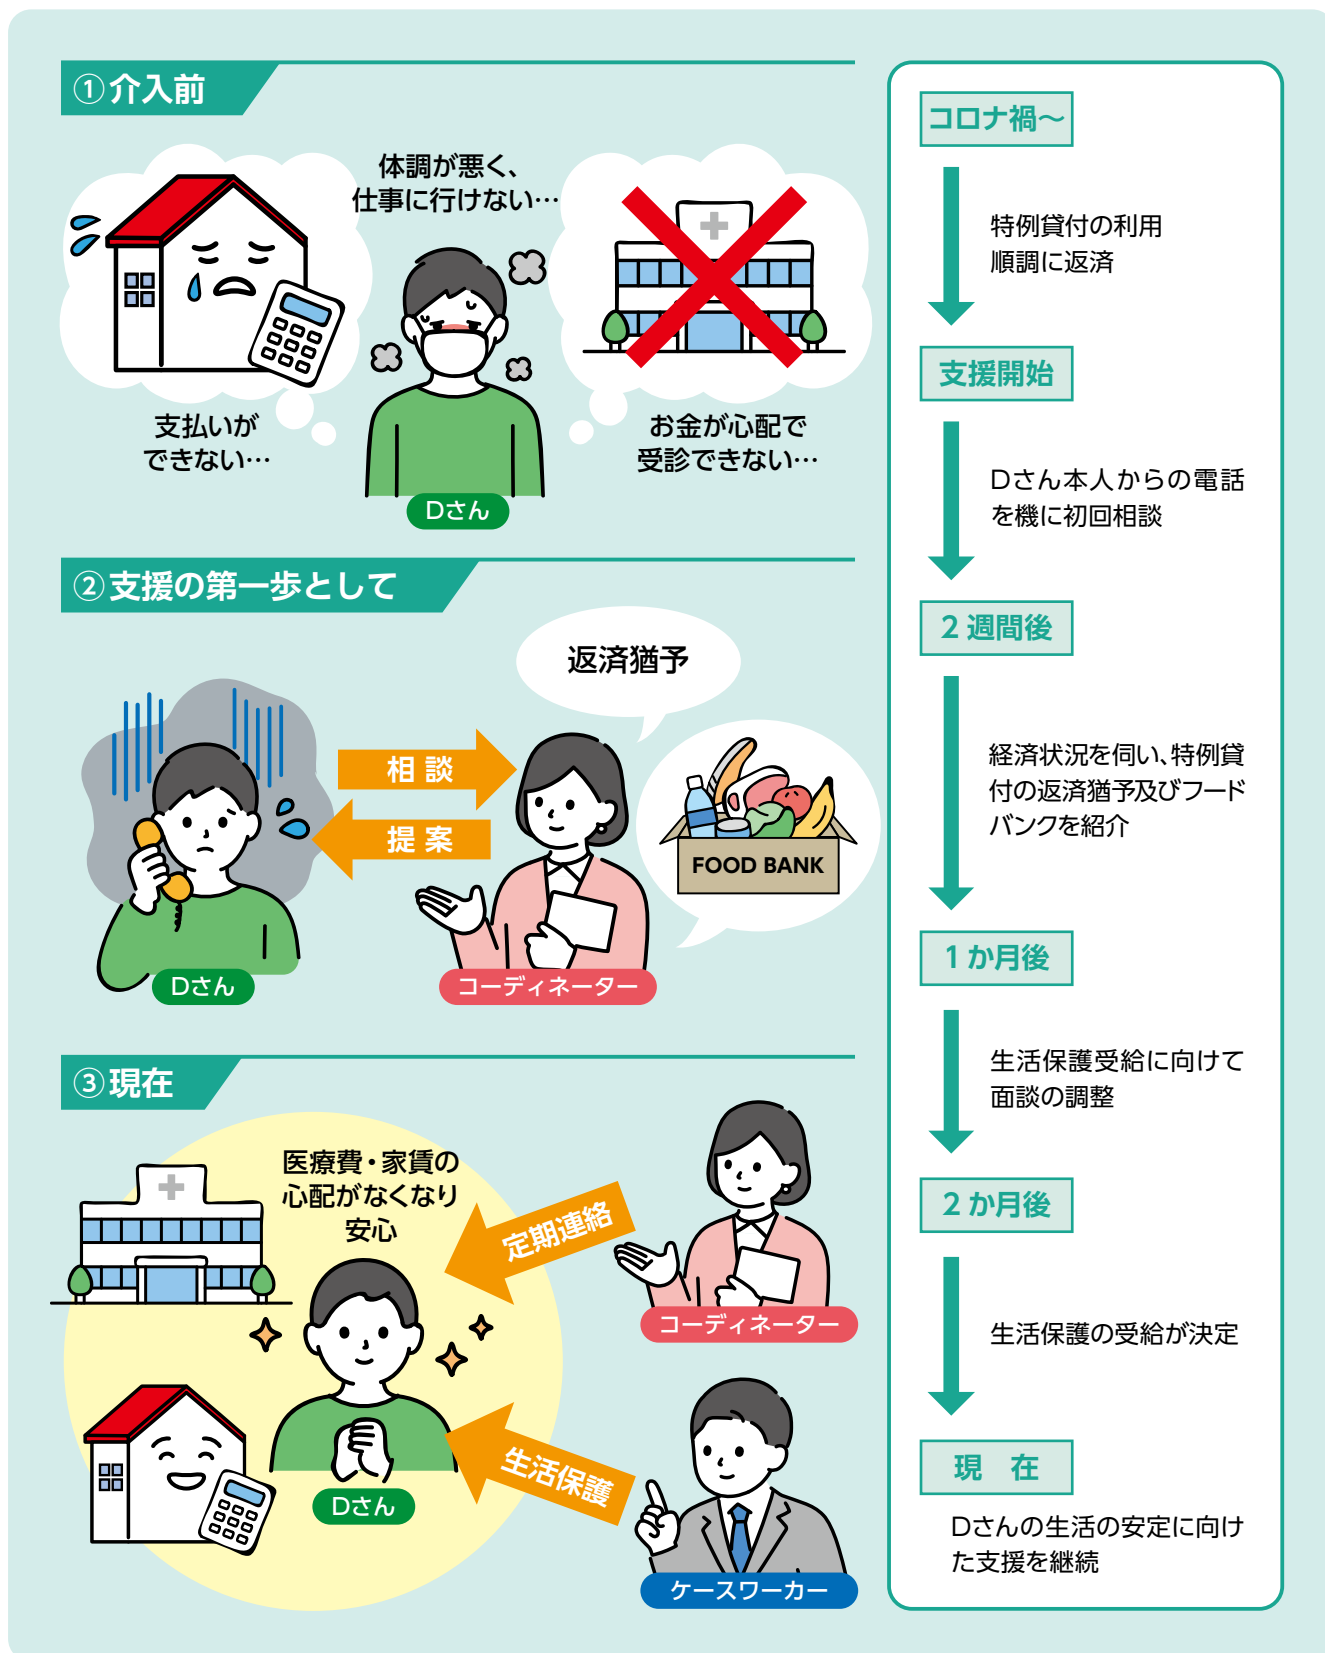 ①介入前
体調が悪く、
仕事に行けない…
支払いが
できない…
お金が心配で
受診できない…
Dさん
②支援の第一歩として
返済猶予
相談
提案
FOOD BANK
Dさん
コーディネーター
③現在
医療費・家賃の
心配がなくなり
安心
定期連絡
コーディネーター
生活保護
Dさん
ケースワーカー
コロナ禍～
特例貸付の利用
順調に返済
支援開始
Dさん本人からの電話
を機に初回相談
2週間後
経済状況を伺い、特例貸
付の返済猶予及びフード
バンクを紹介
1か月後
生活保護受給に向けて
面談の調整
2か月後
生活保護の受給が決定
現 在
Dさんの生活の安定に向け
た支援を継続